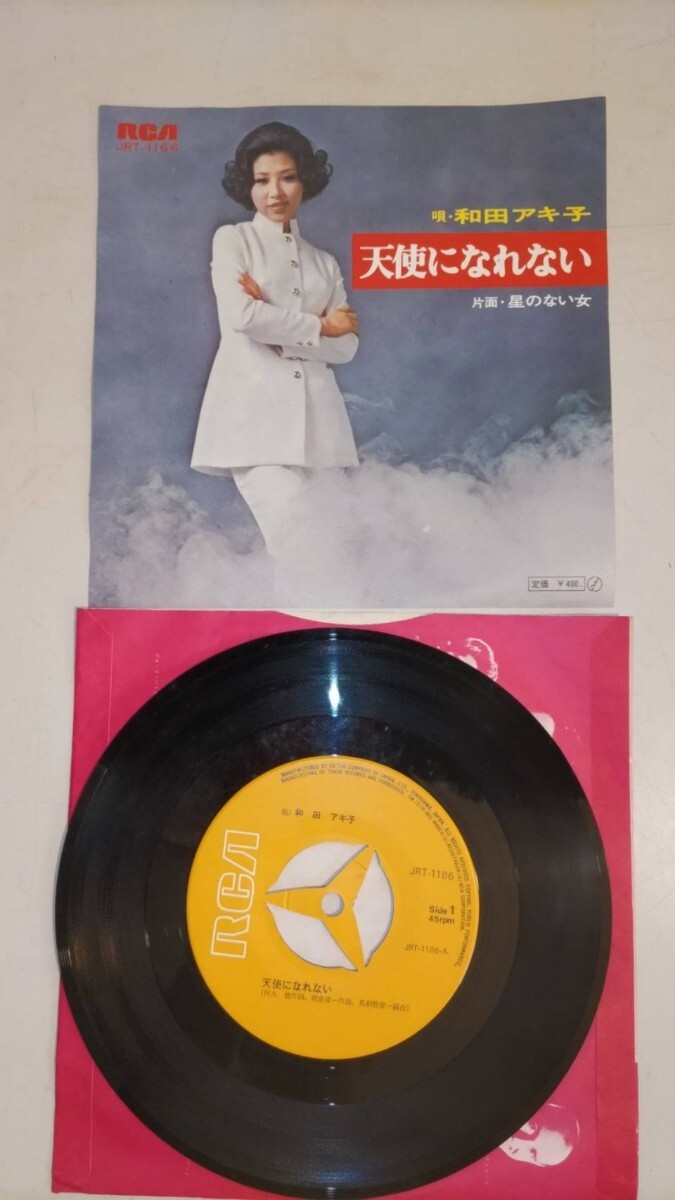 RCA
JRT-1166
唄・和田アキ子
天使になれない
片面・星のない女
定価 ¥400.
唄) 和田 アキ子
RCA
JRT-1166
Side 1
45rpm
JRT-1166-A
天使になれない